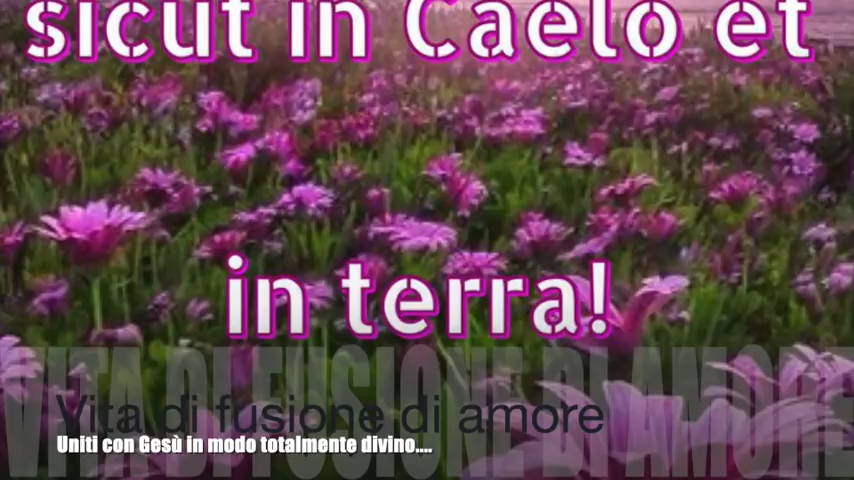 sicut in Caelo et
in terra!
VITA DI FUSIONE DI AMORE
Vita di fusione di amore
Uniti con Gesù in modo totalmente divino....